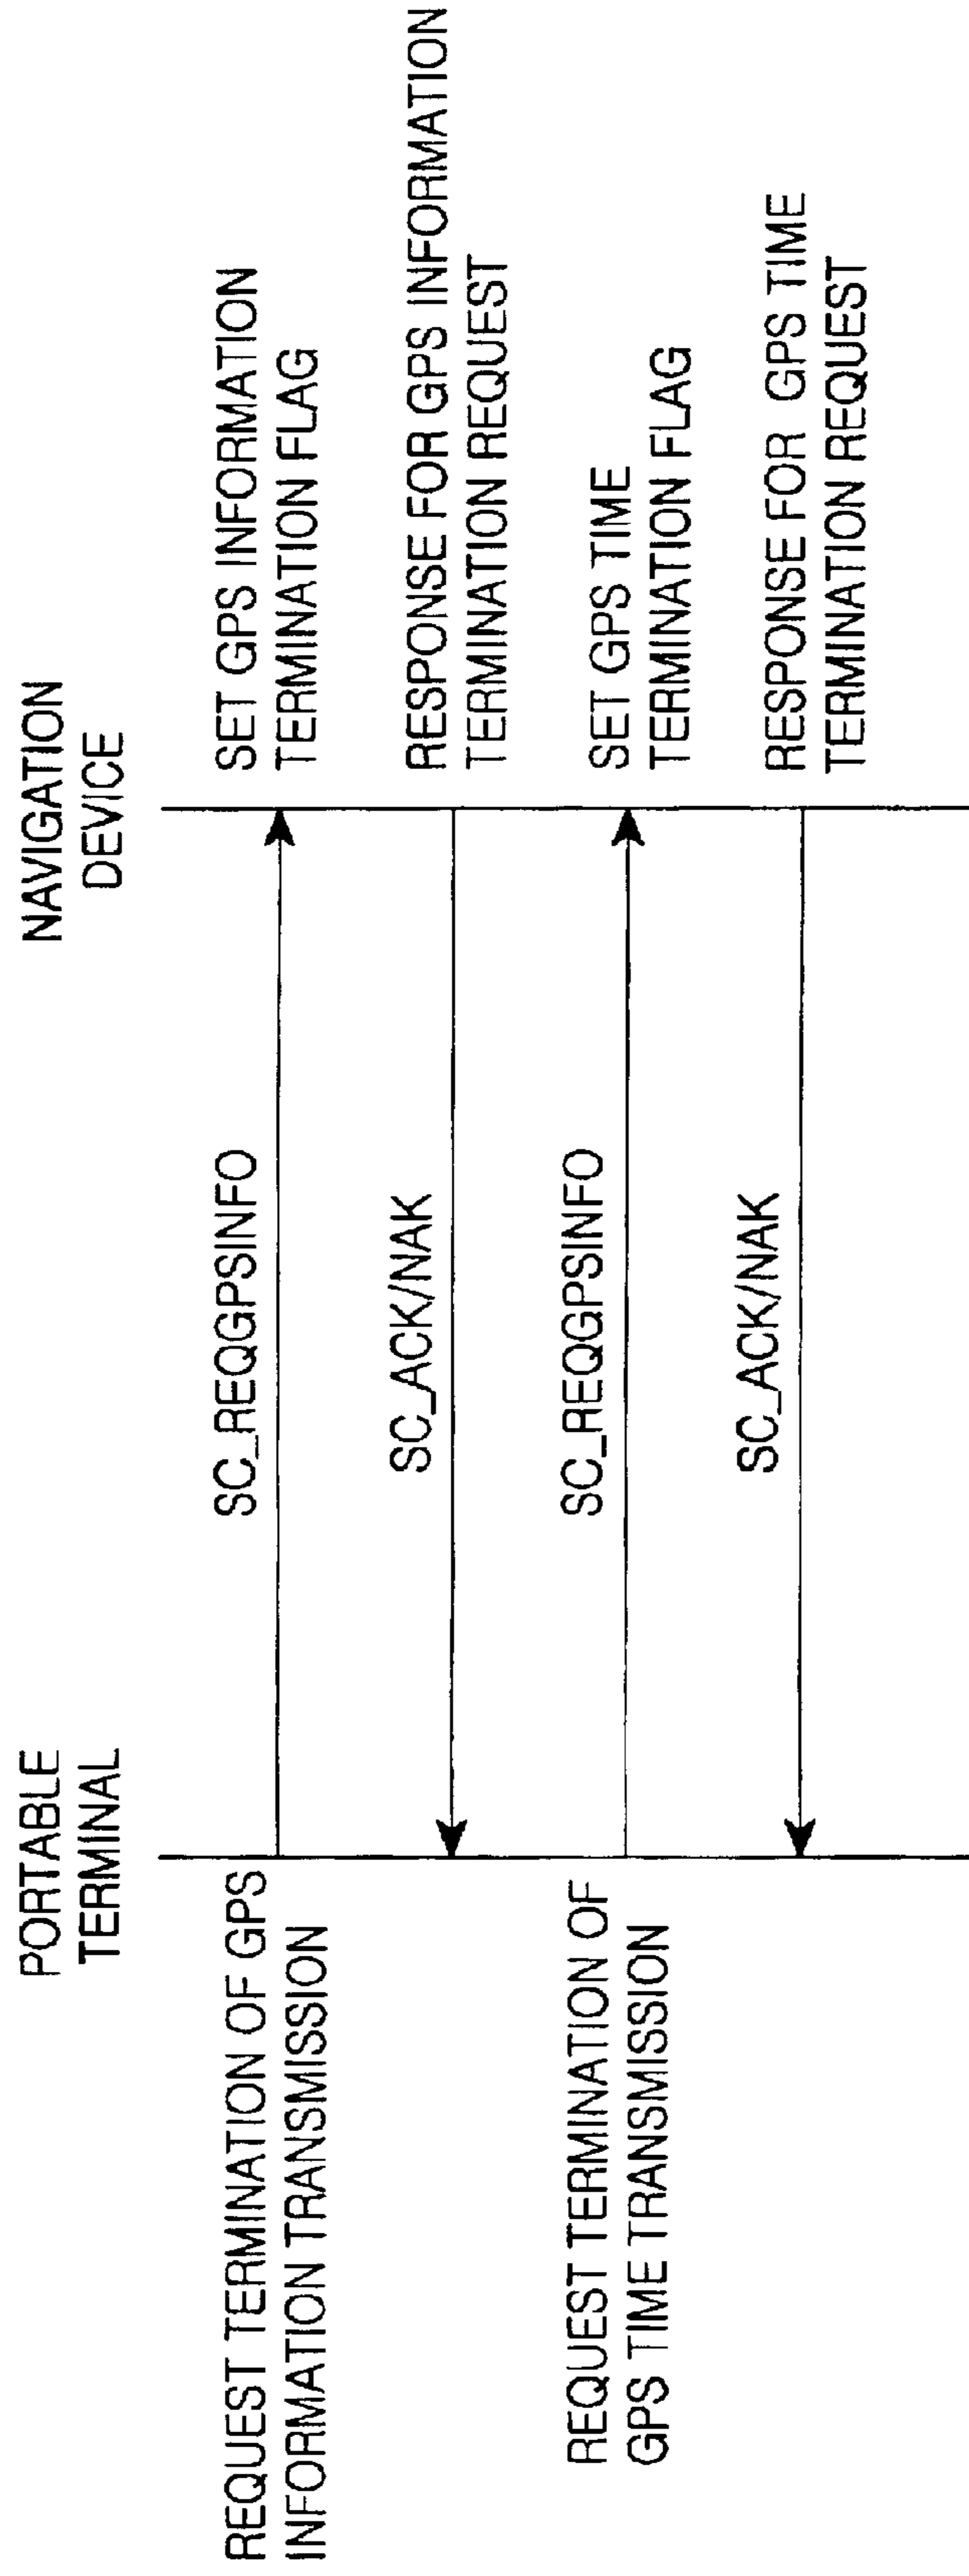 PORTABLE
TERMINAL
NAVIGATION
DEVICE
REQUEST TERMINATION OF GPS
INFORMATION TRANSMISSION
SC_REQGPSINFO
SET GPS INFORMATION
TERMINATION FLAG
SC_ACK/NAK
RESPONSE FOR GPS INFORMATION
TERMINATION REQUEST
REQUEST TERMINATION OF
GPS TIME TRANSMISSION
SC_REQGPSINFO
SET GPS TIME
TERMINATION FLAG
SC_ACK/NAK
RESPONSE FOR GPS TIME
TERMINATION REQUEST